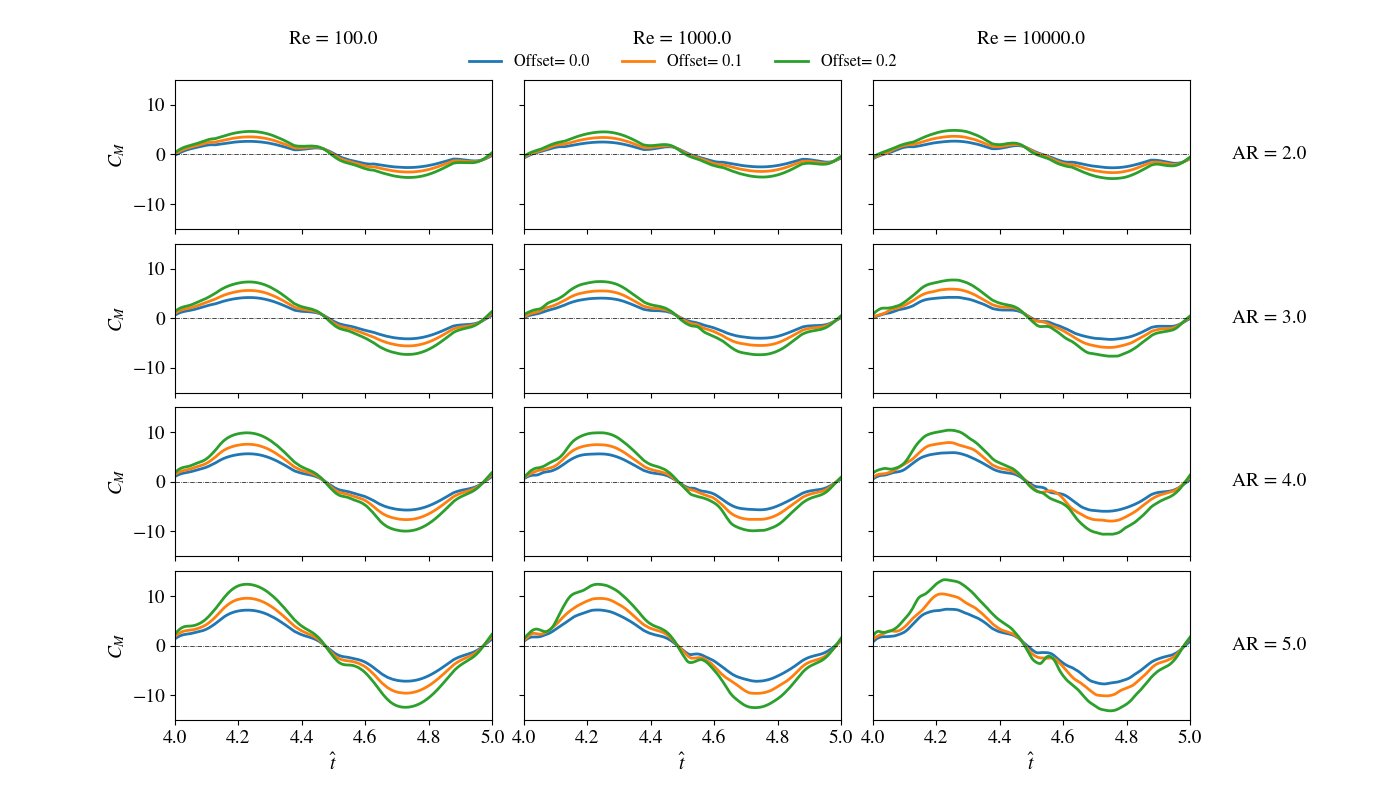 Re = 100.0 Re = 1000.0 Re = 10000.0
Offset= 0.0 Offset= 0.1 Offset= 0.2
10
0
−10
C_M
AR = 2.0
10
0
−10
C_M
AR = 3.0
10
0
−10
C_M
AR = 4.0
10
0
−10
C_M
AR = 5.0
4.0 4.2 4.4 4.6 4.8 5.0 4.0 4.2 4.4 4.6 4.8 5.0 4.0 4.2 4.4 4.6 4.8 5.0
t̂ t̂ t̂